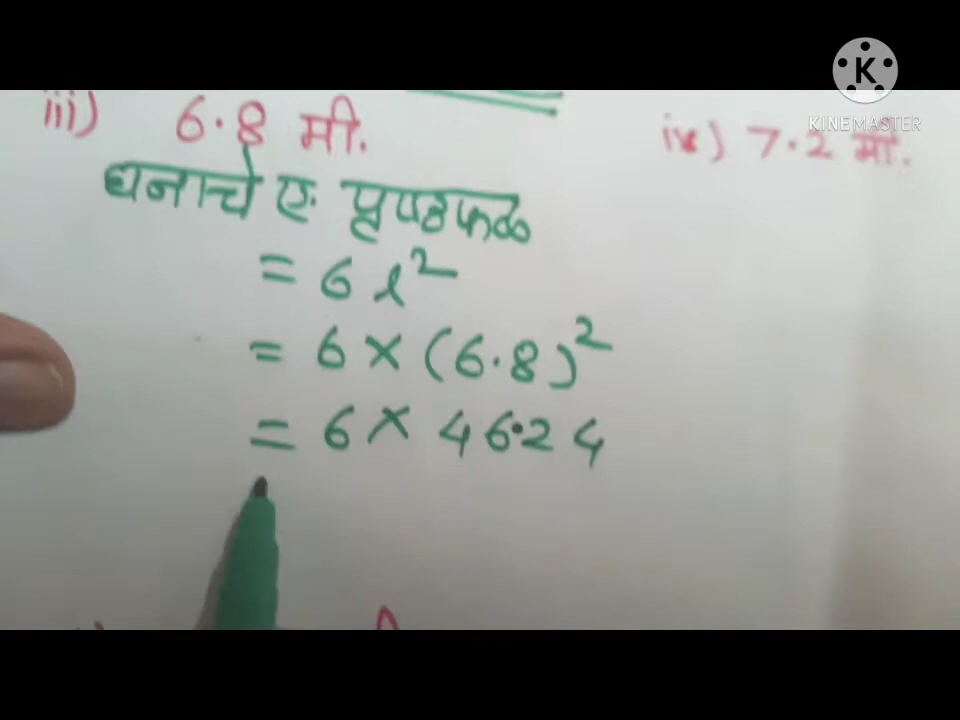 K
KINEMASTER
iii) 6.8 मी.
iv) 7.2 मी.
घनाचे ए. पृष्ठफळ
= 6 l²
= 6 × (6.8)²
= 6 × 46.24